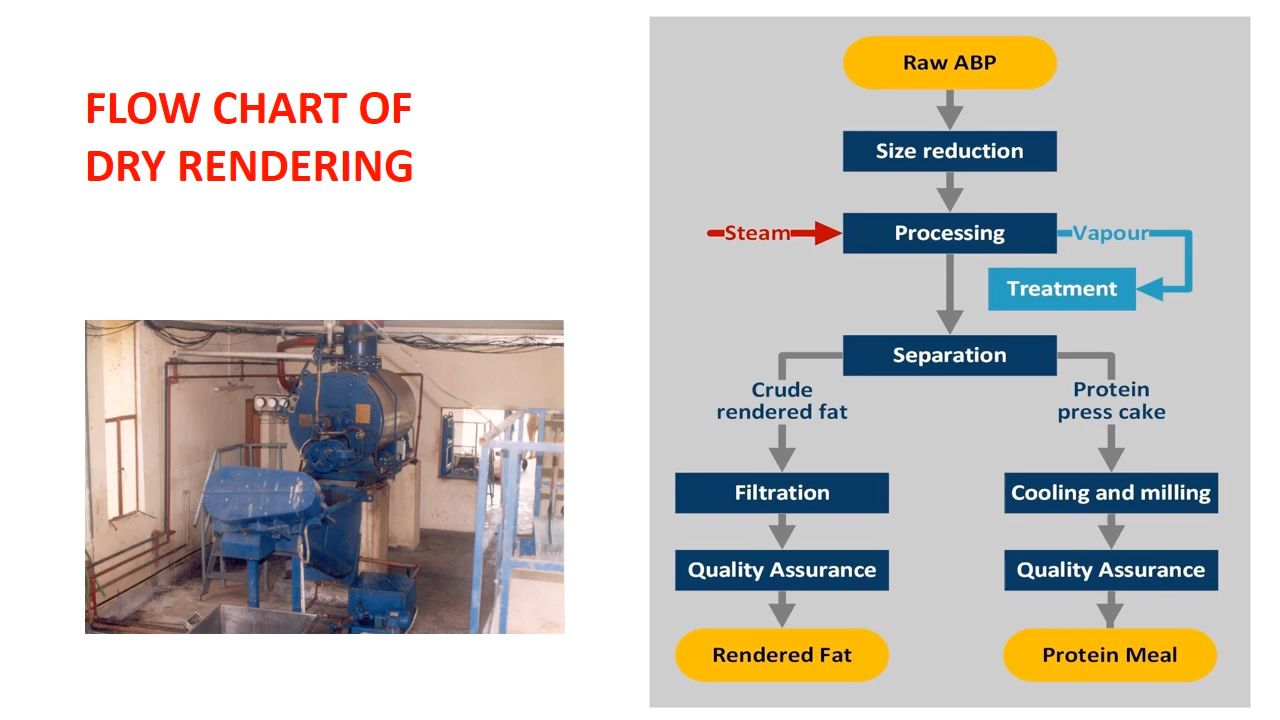 FLOW CHART OF
DRY RENDERING
Raw ABP
Size reduction
Steam
Processing
Vapour
Treatment
Separation
Crude
rendered fat
Protein
press cake
Filtration
Cooling and milling
Quality Assurance
Quality Assurance
Rendered Fat
Protein Meal